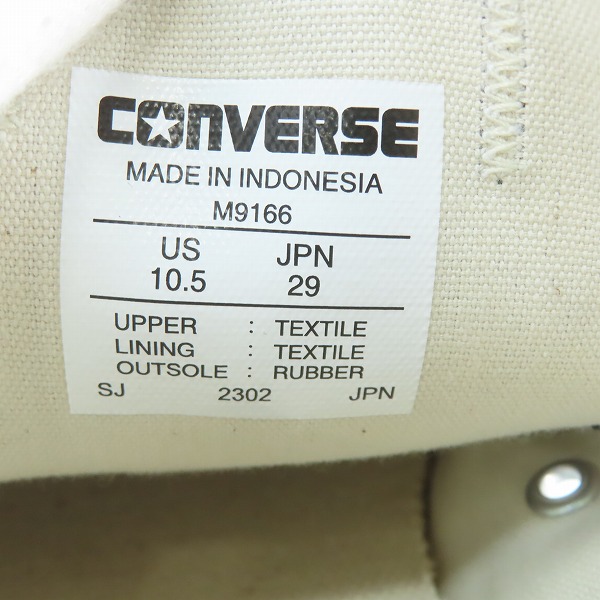 CONVERSE
MADE IN INDONESIA
M9166
US JPN
10.5 29
UPPER : TEXTILE
LINING : TEXTILE
OUTSOLE : RUBBER
SJ 2302 JPN